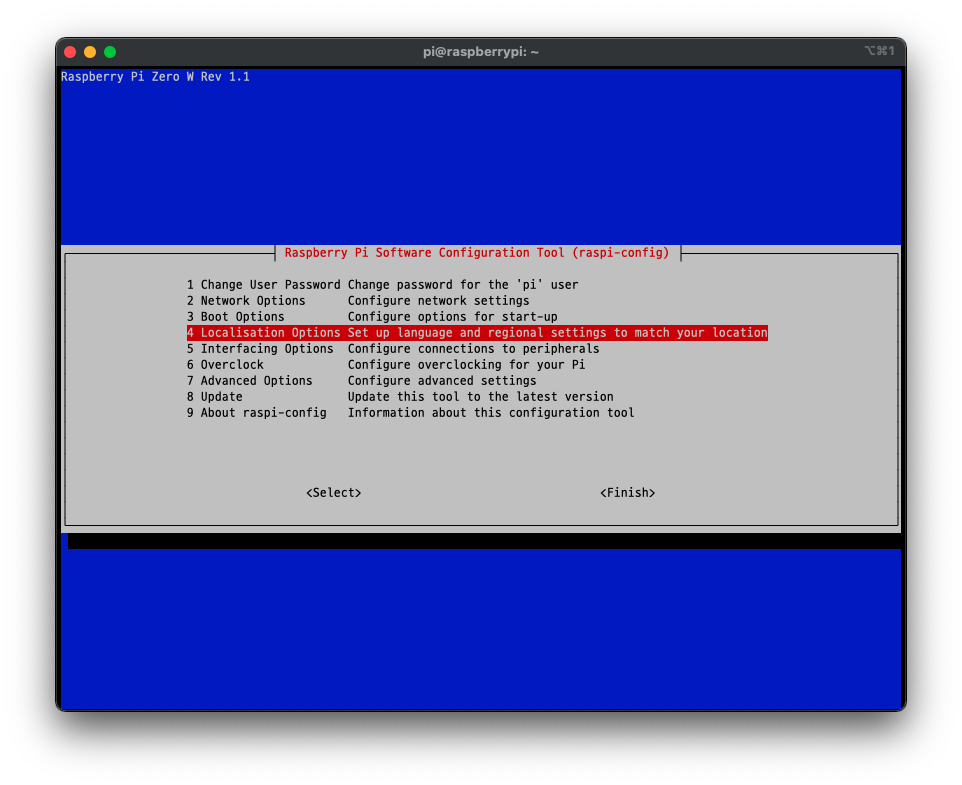 pi@raspberrypi: ~
⌥⌘1
Raspberry Pi Zero W Rev 1.1
Raspberry Pi Software Configuration Tool (raspi-config)
1 Change User Password Change password for the 'pi' user
2 Network Options Configure network settings
3 Boot Options Configure options for start-up
4 Localisation Options Set up language and regional settings to match your location
5 Interfacing Options Configure connections to peripherals
6 Overclock Configure overclocking for your Pi
7 Advanced Options Configure advanced settings
8 Update Update this tool to the latest version
9 About raspi-config Information about this configuration tool
<Select> <Finish>